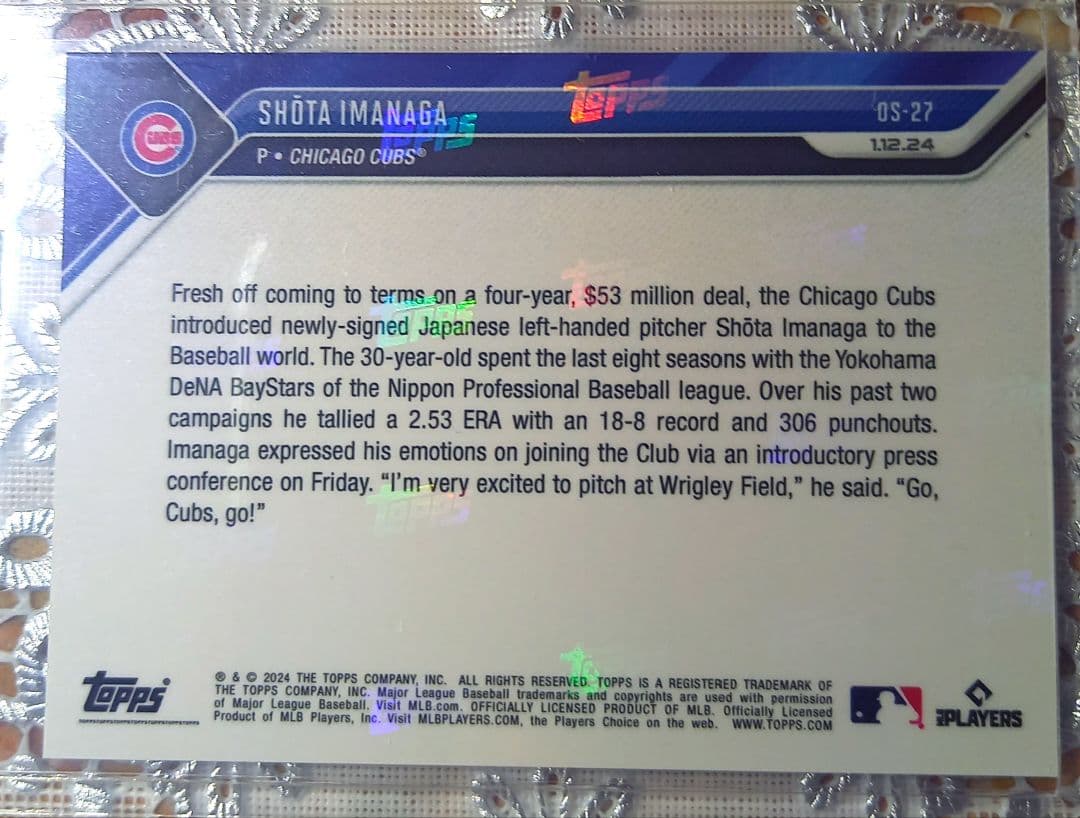 SHŌTA IMANAGA
OS-27
P • CHICAGO CUBS®
1.12.24
CUBS
Topps
Topps
Fresh off coming to terms on a four-year, $53 million deal, the Chicago Cubs
introduced newly-signed Japanese left-handed pitcher Shōta Imanaga to the
Baseball world. The 30-year-old spent the last eight seasons with the Yokohama
DeNA BayStars of the Nippon Professional Baseball league. Over his past two
campaigns he tallied a 2.53 ERA with an 18-8 record and 306 punchouts.
Imanaga expressed his emotions on joining the Club via an introductory press
conference on Friday. “I’m very excited to pitch at Wrigley Field,” he said. “Go,
Cubs, go!”
Topps
Topps
topps
® & © 2024 THE TOPPS COMPANY, INC. ALL RIGHTS RESERVED. TOPPS IS A REGISTERED TRADEMARK OF
THE TOPPS COMPANY, INC. Major League Baseball trademarks and copyrights are used with permission
of Major League Baseball. Visit MLB.com. OFFICIALLY LICENSED PRODUCT OF MLB. Officially Licensed
Product of MLB Players, Inc. Visit MLBPLAYERS.COM, the Players Choice on the web. WWW.TOPPS.COM
PLAYERS